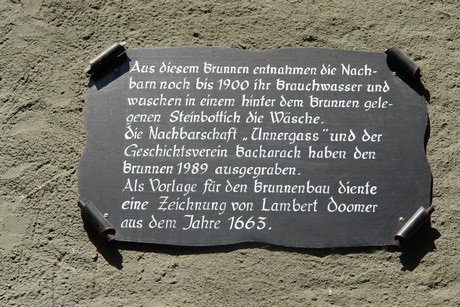 Aus diesem Brunnen entnahmen die Nach-
barn noch bis 1900 ihr Brauchwasser und
wuschen in einem hinter dem Brunnen gele-
genen Steinbottich die Wäsche.
Die Nachbarschaft „Unnergass" und der
Geschichtsverein Bacharach haben den
Brunnen 1989 ausgegraben.
Als Vorlage für den Brunnenbau diente
eine Zeichnung von Lambert Doomer
aus dem Jahre 1663.